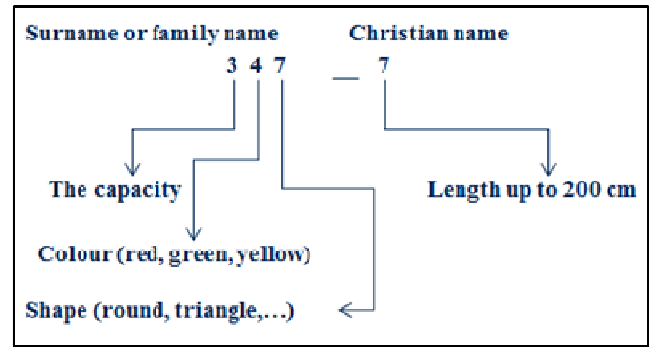 Surname or family name Christian name
3 4 7 _ 7
The capacity Length up to 200 cm
Colour (red, green, yellow)
Shape (round, triangle,...)